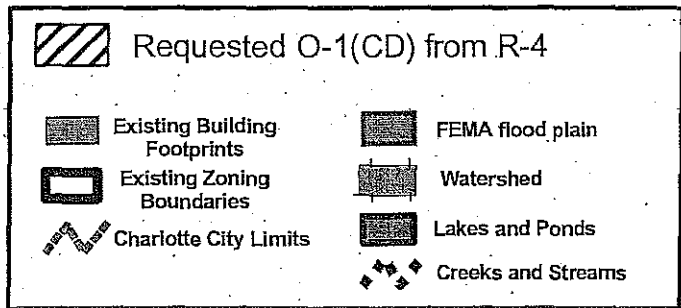 Requested O-1(CD) from R-4
Existing Building
Footprints
Existing Zoning
Boundaries
Charlotte City Limits
FEMA flood plain
Watershed
Lakes and Ponds
Creeks and Streams